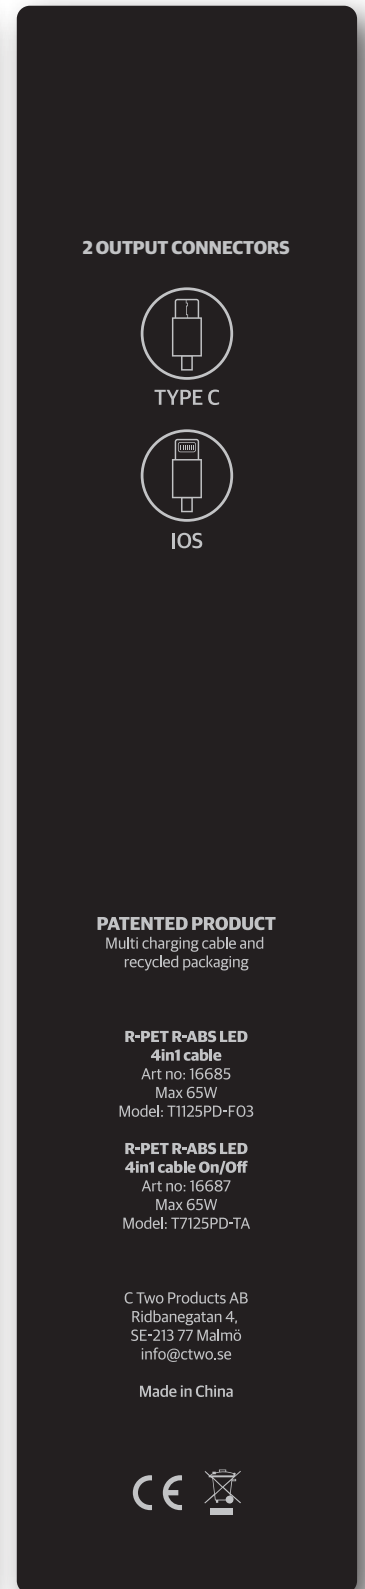 2 OUTPUT CONNECTORS
TYPE C
IOS
PATENTED PRODUCT
Multi charging cable and
recycled packaging
R-PET R-ABS LED
4in1 cable
Art no: 16685
Max 65W
Model: T1125PD-F03
R-PET R-ABS LED
4in1 cable On/Off
Art no: 16687
Max 65W
Model: T7125PD-TA
C Two Products AB
Ridbanegatan 4,
SE-213 77 Malmö
info@ctwo.se
Made in China
CE